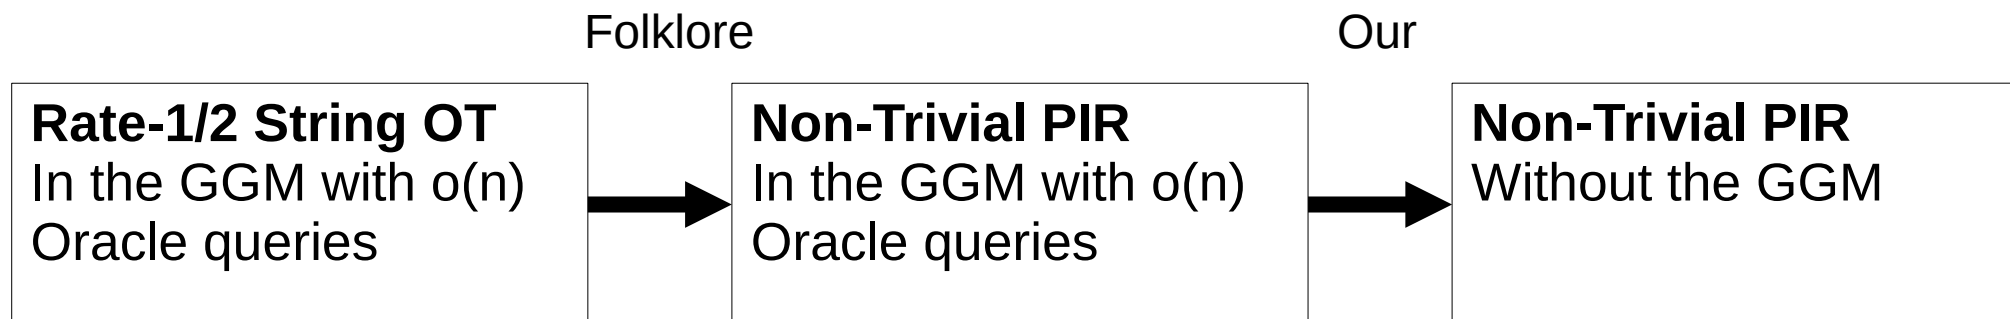 Folklore
Our
Rate-1/2 String OT
In the GGM with o(n)
Oracle queries
Non-Trivial PIR
In the GGM with o(n)
Oracle queries
Non-Trivial PIR
Without the GGM